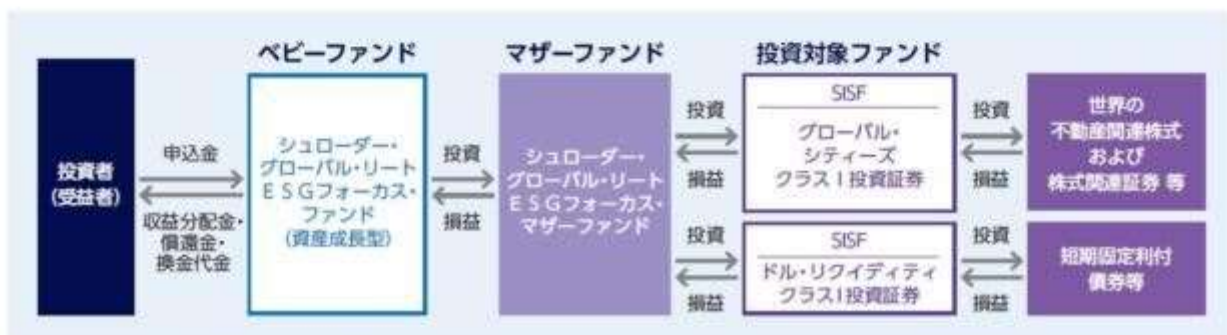 ベビーファンド
マザーファンド
投資対象ファンド
投資者
(受益者)
申込金
収益分配金・
償還金・
換金代金
シュローダー・
グローバル・リート
ESGフォーカス・
ファンド
(資産成長型)
投資
損益
シュローダー・
グローバル・リート
ESGフォーカス・
マザーファンド
投資
損益
SISF
グローバル・
シティーズ
クラスI投資証券
投資
損益
世界の
不動産関連株式
および
株式関連証券 等
投資
損益
SISF
ドル・リクイディティ
クラスI投資証券
投資
損益
短期固定利付
債券等